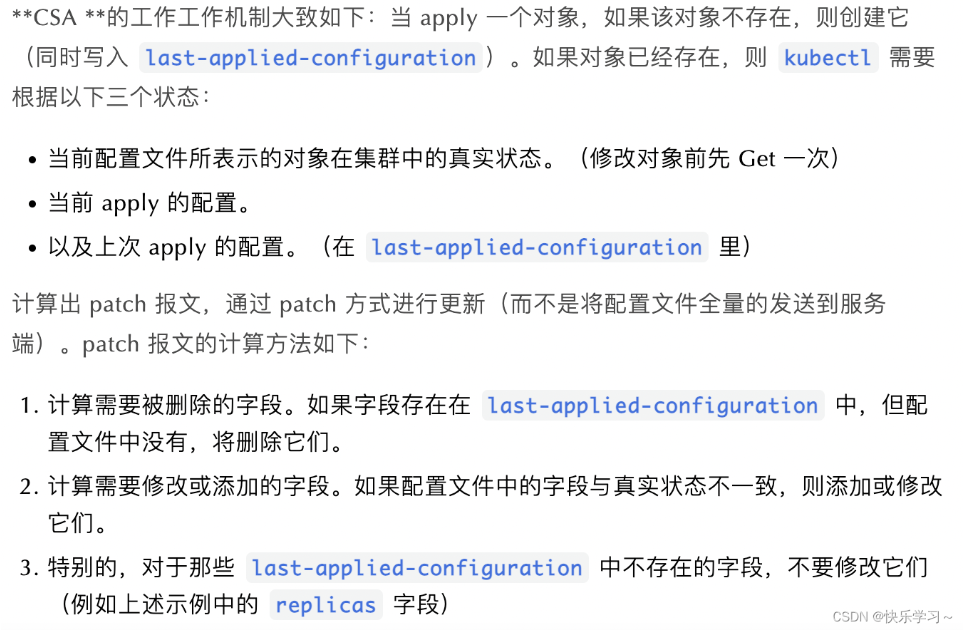 **CSA **的工作工作机制大致如下：当 apply 一个对象，如果该对象不存在，则创建它
（同时写入 last-applied-configuration）。如果对象已经存在，则 kubectl 需要
根据以下三个状态：
• 当前配置文件所表示的对象在集群中的真实状态。（修改对象前先 Get 一次）
• 当前 apply 的配置。
• 以及上次 apply 的配置。（在 last-applied-configuration 里）
计算出 patch 报文，通过 patch 方式进行更新（而不是将配置文件全量的发送到服务
端）。patch 报文的计算方法如下：
1. 计算需要被删除的字段。如果字段存在在 last-applied-configuration 中，但配
置文件中没有，将删除它们。
2. 计算需要修改或添加的字段。如果配置文件中的字段与真实状态不一致，则添加或修改
它们。
3. 特别的，对于那些 last-applied-configuration 中不存在的字段，不要修改它们
（例如上述示例中的 replicas 字段）
CSDN @快乐学习～